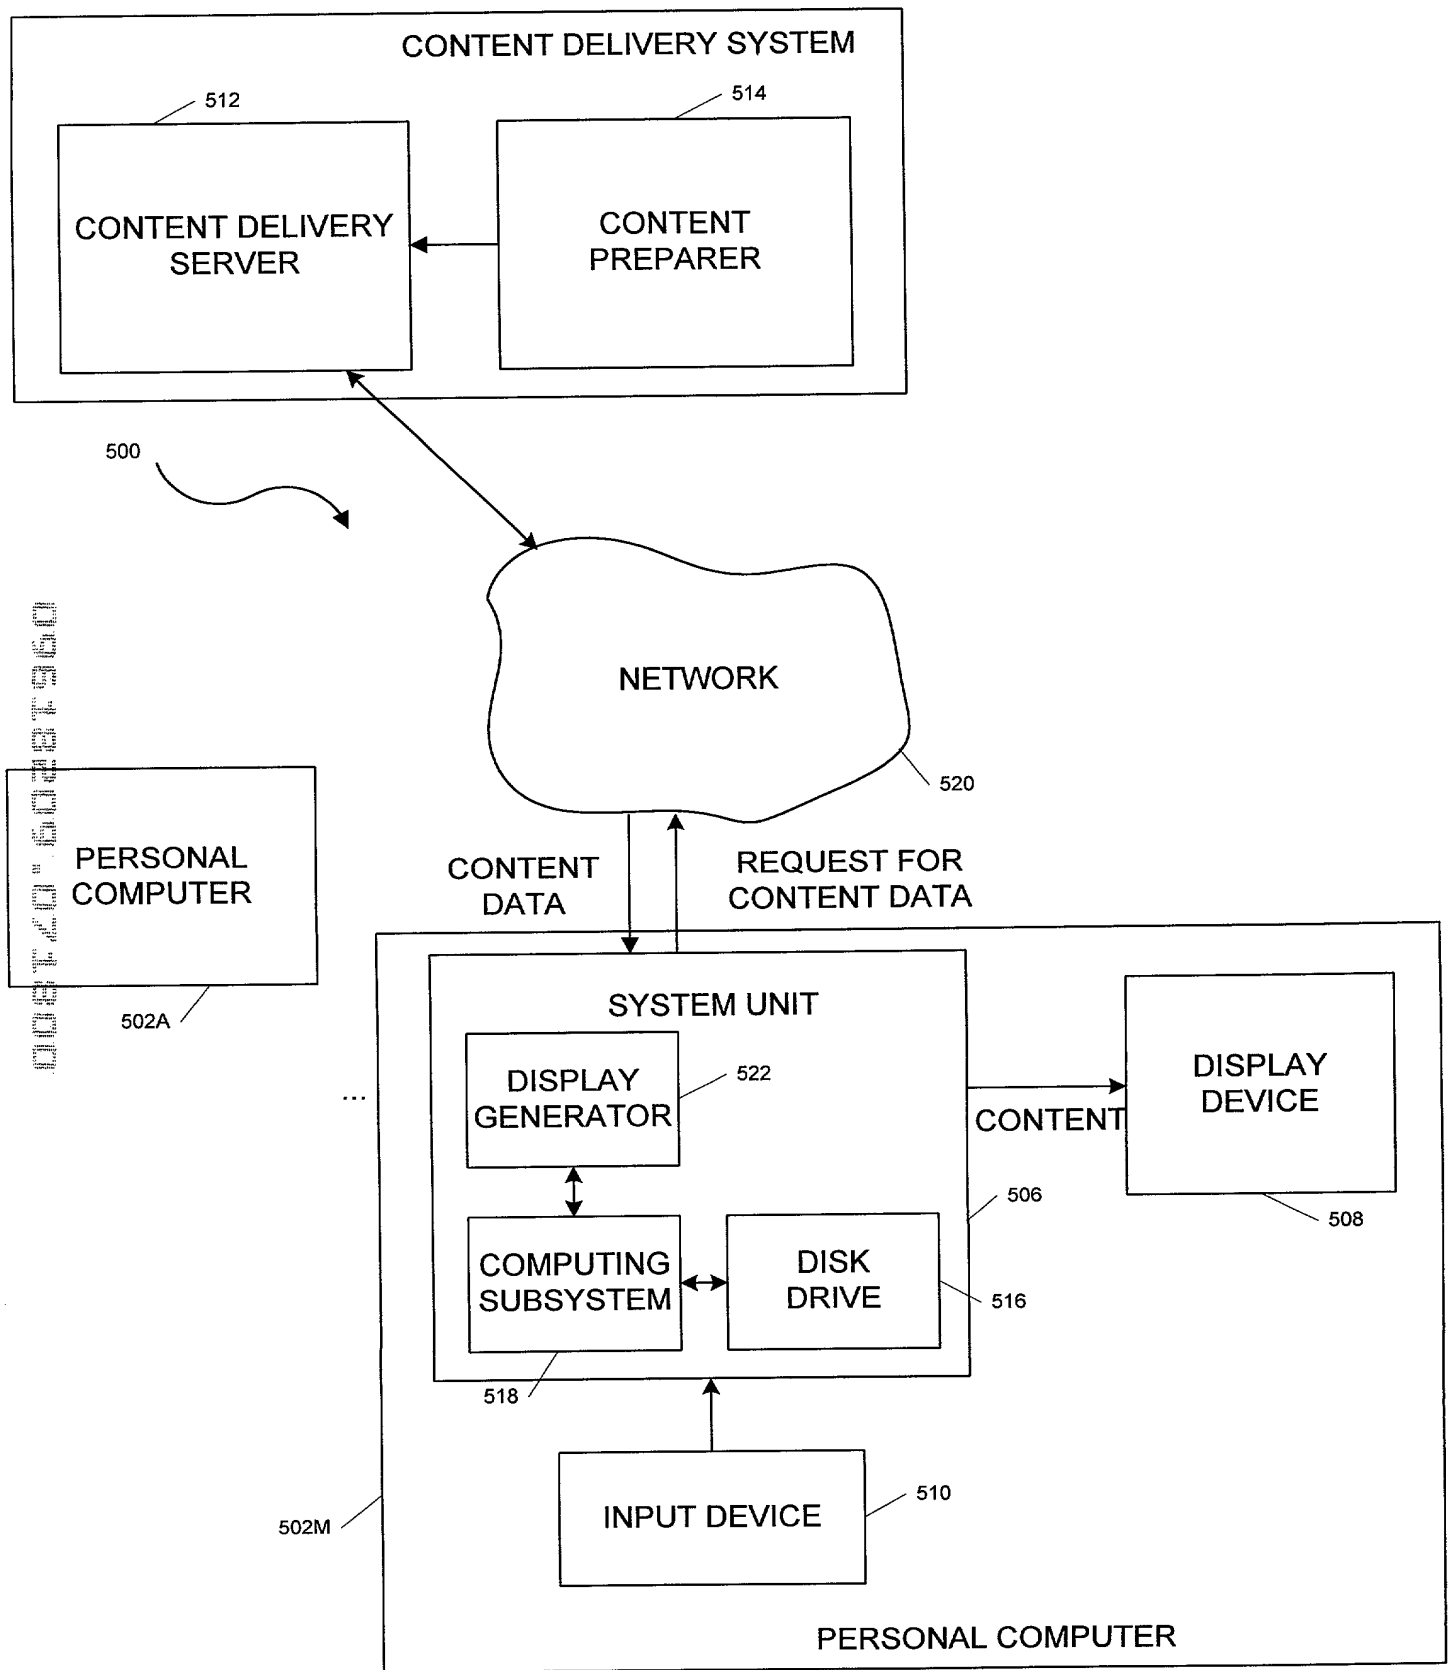 CONTENT DELIVERY SYSTEM
512
514
CONTENT DELIVERY
SERVER
CONTENT
PREPARER
500
NETWORK
520
PERSONAL
COMPUTER
502A
CONTENT
DATA
REQUEST FOR
CONTENT DATA
SYSTEM UNIT
DISPLAY
GENERATOR
522
...
CONTENT
DISPLAY
DEVICE
508
506
COMPUTING
SUBSYSTEM
DISK
DRIVE
516
518
INPUT DEVICE
510
502M
PERSONAL COMPUTER